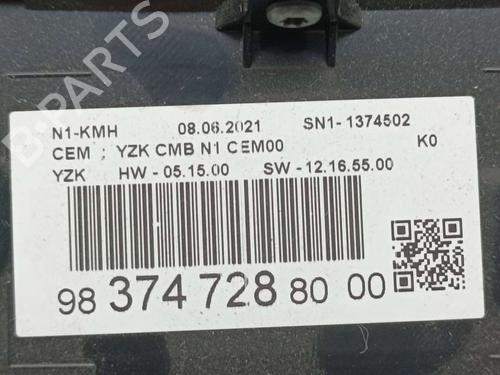 B-PARTS
N1-KMH 08.06.2021 SN1- 1374502
CEM ; YZK CMB N1 CEM00 K0
YZK HW - 05.15.00 SW - 12.16.55.00
98 374 728 80 00